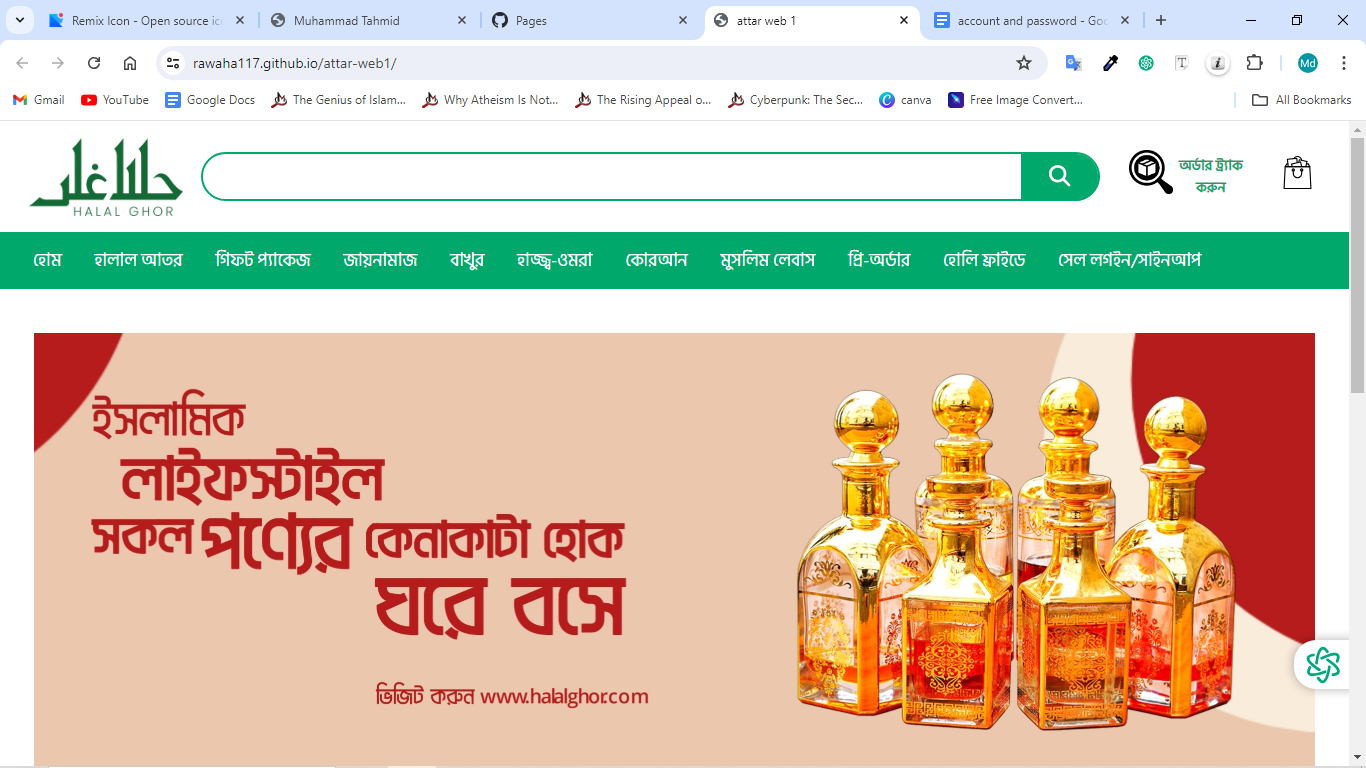 Remix Icon - Open source ic
Muhammad Tahmid
Pages
attar web 1
account and password - Goo
rawaha117.github.io/attar-web1/
Md
Gmail
YouTube
Google Docs
The Genius of Islam...
Why Atheism Is Not...
The Rising Appeal o...
Cyberpunk: The Sec...
canva
Free Image Convert...
All Bookmarks
حلال غار
HALAL GHOR
অর্ডার ট্র্যাক
করুন
হোম
হালাল আতর
গিফট প্যাকেজ
জায়নামাজ
বাখুর
হাজ্ব-ওমরা
কোরআন
মুসলিম লেবাস
প্রি-অর্ডার
হোলি ফ্রাইডে
সেল লগইন/সাইনআপ
ইসলামিক
লাইফস্টাইল
সকল পণ্যের কেনাকাটা হোক
ঘরে বসে
ভিজিট করুন www.halalghor.com